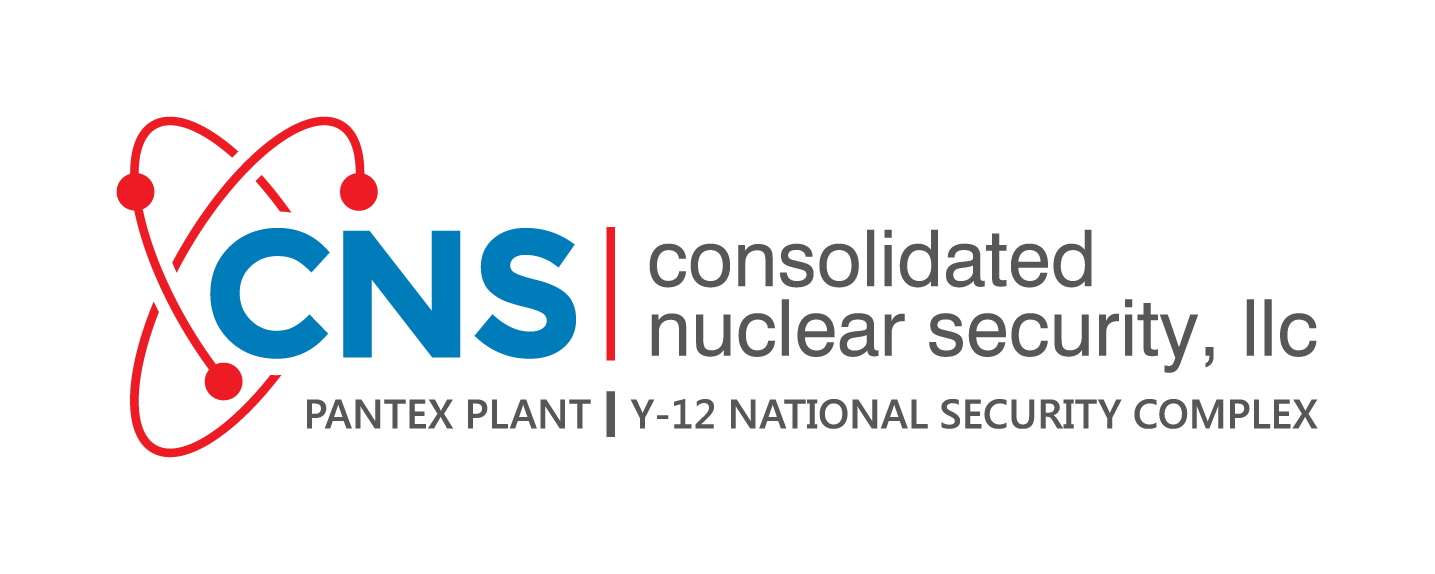 CNS
consolidated
nuclear security, llc
PANTEX PLANT | Y-12 NATIONAL SECURITY COMPLEX